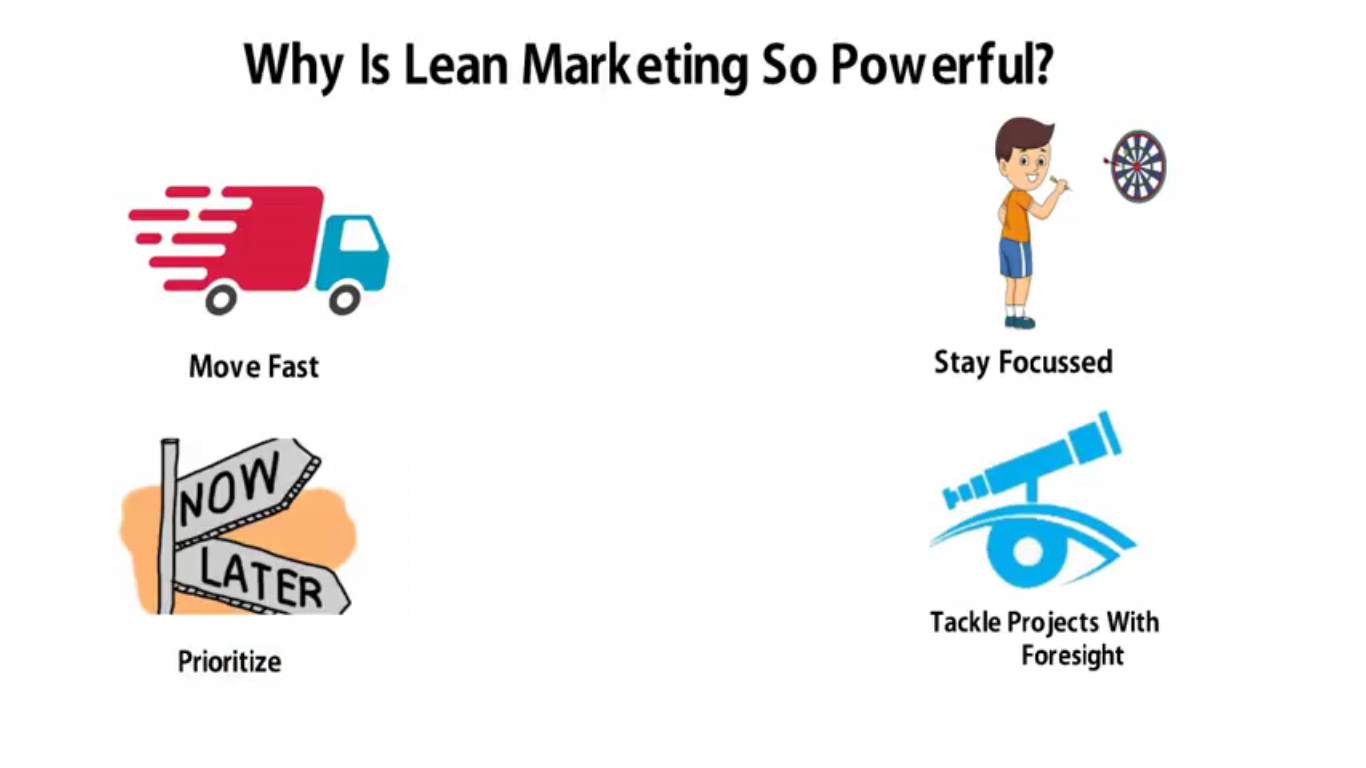 Why Is Lean Marketing So Powerful?
Move Fast
Stay Focussed
NOW
LATER
Prioritize
Tackle Projects With
Foresight